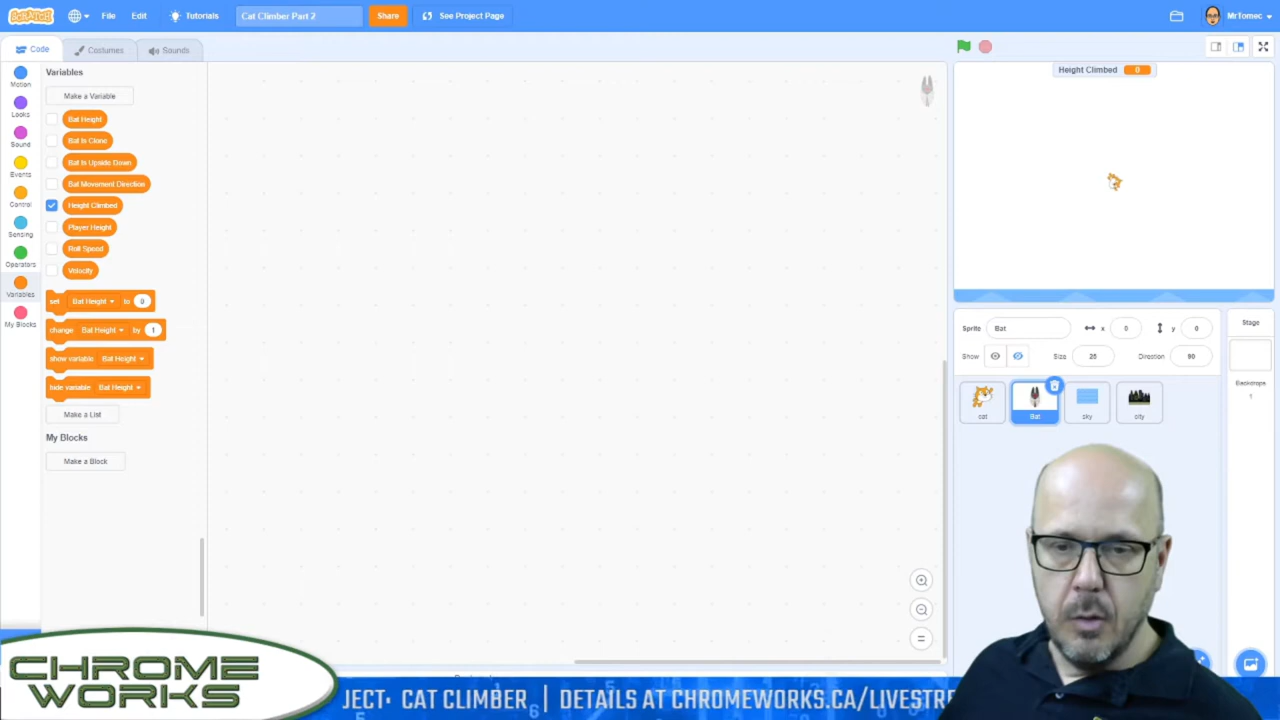 SCRATCH
File
Edit
Tutorials
Cat Climber Part 2
Share
See Project Page
MrTomec
Code
Costumes
Sounds
Motion
Looks
Sound
Events
Control
Sensing
Operators
Variables
My Blocks
Variables
Make a Variable
Bat Height
Bat Is Clone
Bat Is Upside Down
Bat Movement Direction
Height Climbed
Player Height
Roll Speed
Velocity
set Bat Height to 0
change Bat Height by 1
show variable Bat Height
hide variable Bat Height
Make a List
My Blocks
Make a Block
Height Climbed 0
Sprite Bat x 0 y 0
Show Size 28 Direction 90
cat
Bat
sky
city
Stage
Backdrops
1
CHROME
WORKS
JECT: CAT CLIMBER | DETAILS AT CHROMEWORKS.CA/LIVESTRE